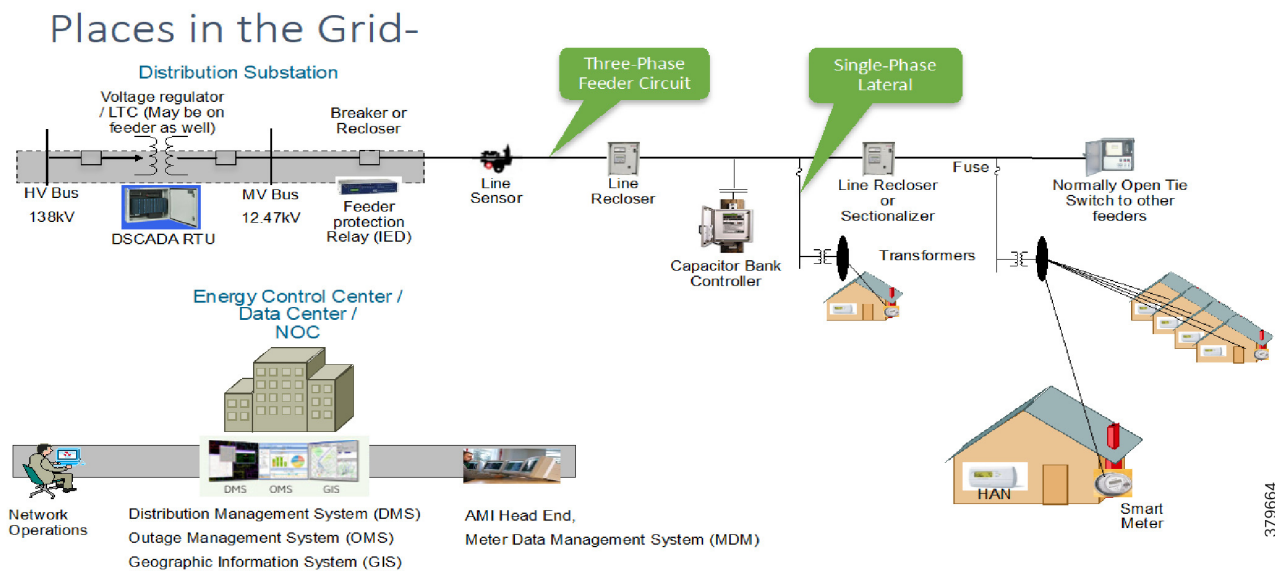 Places in the Grid-
Distribution Substation
Voltage regulator
/ LTC (May be on
feeder as well)
Breaker or
Recloser
Three-Phase
Feeder Circuit
Single-Phase
Lateral
HV Bus
138kV
DSCADA RTU
MV Bus
12.47kV
Feeder
protection
Relay (IED)
Line
Sensor
Line
Recloser
Capacitor Bank
Controller
Line Recloser
or
Sectionalizer
Fuse
Normally Open Tie
Switch to other
feeders
Transformers
Energy Control Center /
Data Center /
NOC
DMS
OMS
GIS
Network
Operations
Distribution Management System (DMS)
Outage Management System (OMS)
Geographic Information System (GIS)
AMI Head End,
Meter Data Management System (MDM)
HAN
Smart
Meter
379664